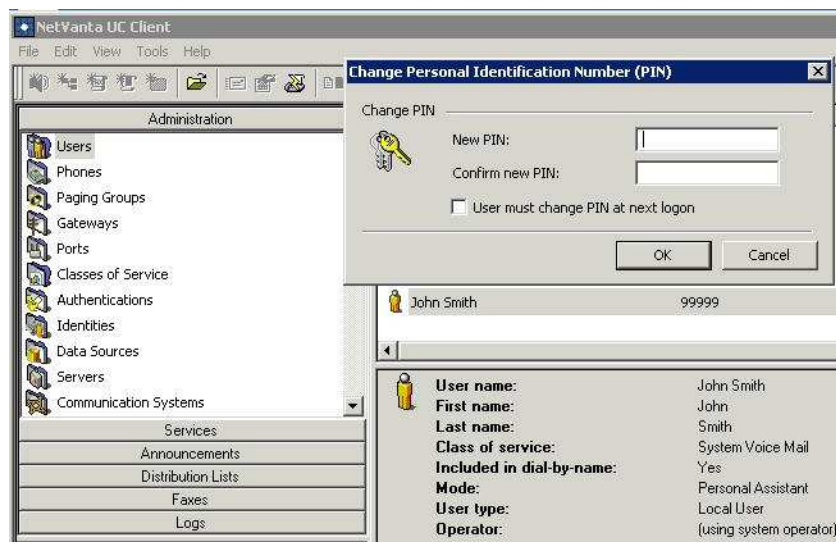 NetVanta UC Client
File Edit View Tools Help
Change Personal Identification Number (PIN)
Change PIN
New PIN:
Confirm new PIN:
User must change PIN at next logon
OK Cancel
Administration
Users
Phones
Paging Groups
Gateways
Ports
Classes of Service
Authentications
Identities
Data Sources
Servers
Communication Systems
Services
Announcements
Distribution Lists
Faxes
Logs
John Smith 99999
User name: John Smith
First name: John
Last name: Smith
Class of service: System Voice Mail
Included in dial-by-name: Yes
Mode: Personal Assistant
User type: Local User
Operator: (using system operator)